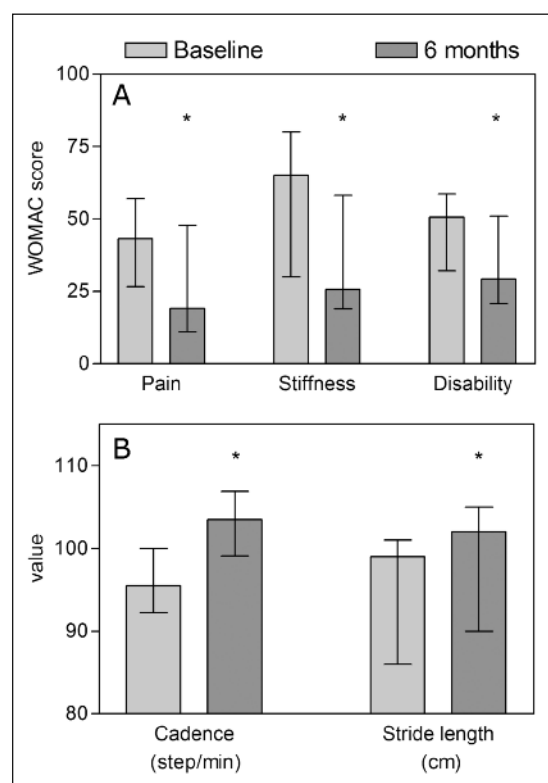 Baseline 6 months
A
WOMAC score
100
75
50
25
0
* * *
Pain Stiffness Disability
B
value
110
100
90
80
* *
Cadence Stride length
(step/min) (cm)